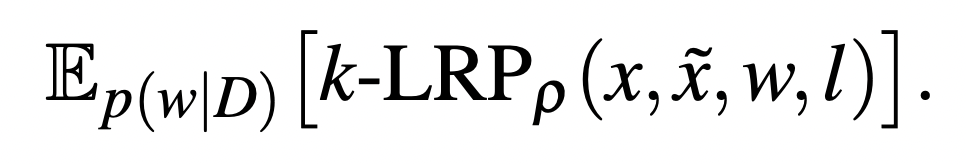 𝔼_{p(w|D)} [k-LRP_ρ(x, x̃, w, l)].